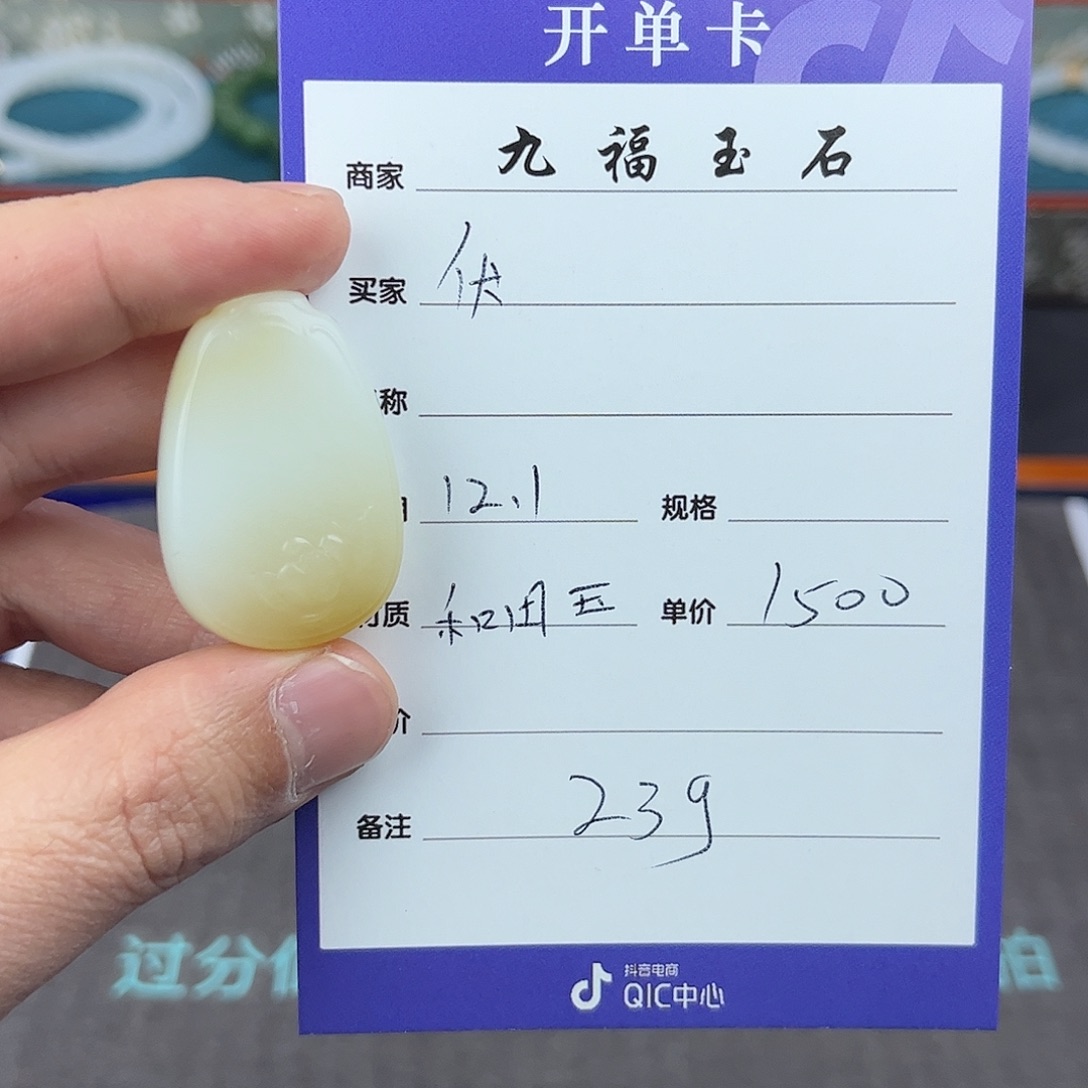 开单卡
商家 九福玉石
买家 伏
称
12.1 规格
质 和田玉 单价 1500
价
备注 23g
抖音电商
QIC中心
过分
拍